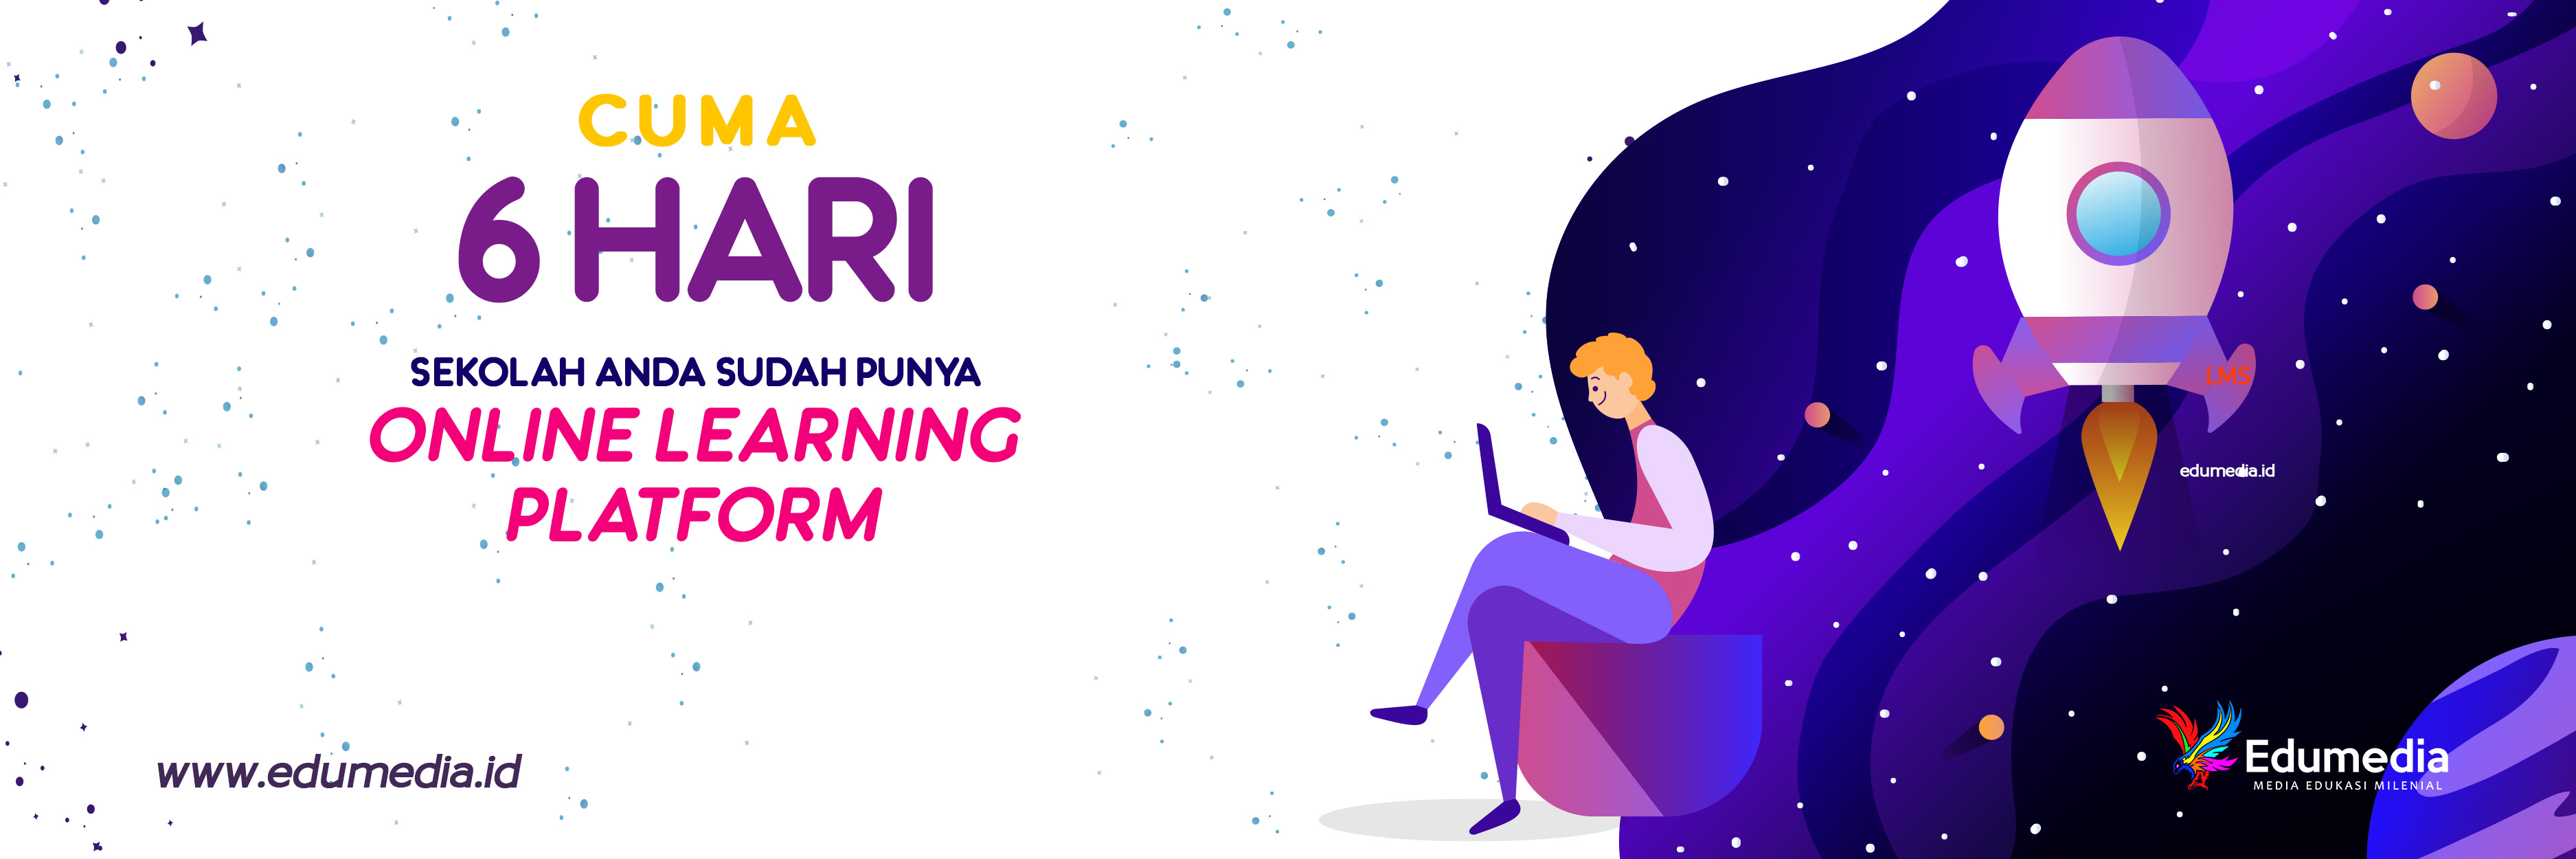 CUMA
6 HARI
SEKOLAH ANDA SUDAH PUNYA
ONLINE LEARNING
PLATFORM
www.edumedia.id
LMS
edumedia.id
Edumedia
MEDIA EDUKASI MILENIAL